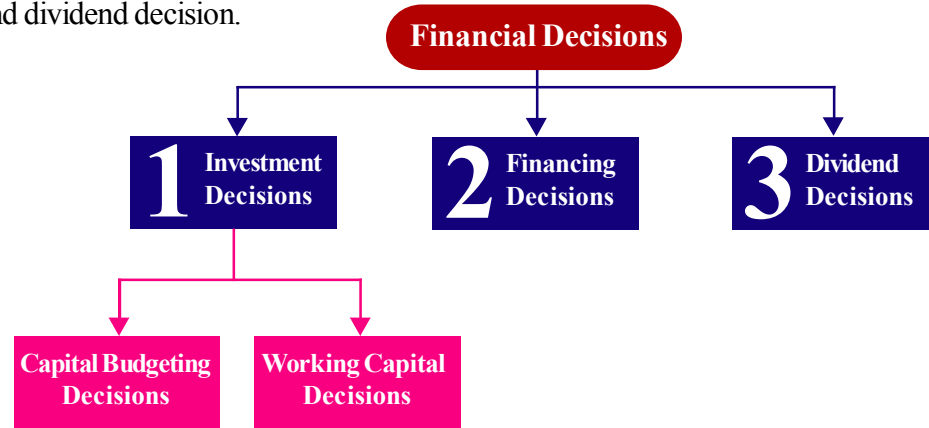 nd dividend decision.
Financial Decisions
1 Investment
Decisions
2 Financing
Decisions
3 Dividend
Decisions
Capital Budgeting
Decisions
Working Capital
Decisions